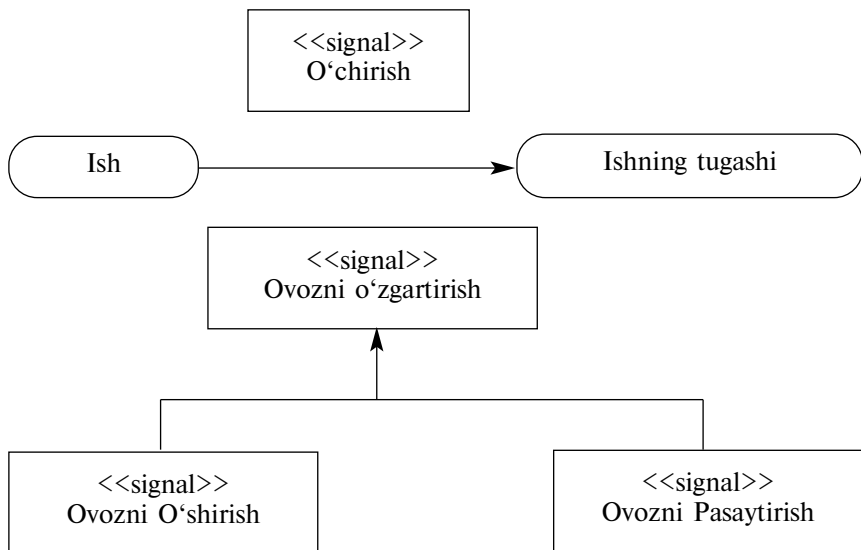 <<signal>>
O‘chirish
Ish
Ishning tugashi
<<signal>>
Ovozni o‘zgartirish
<<signal>>
Ovozni O‘shirish
<<signal>>
Ovozni Pasaytirish